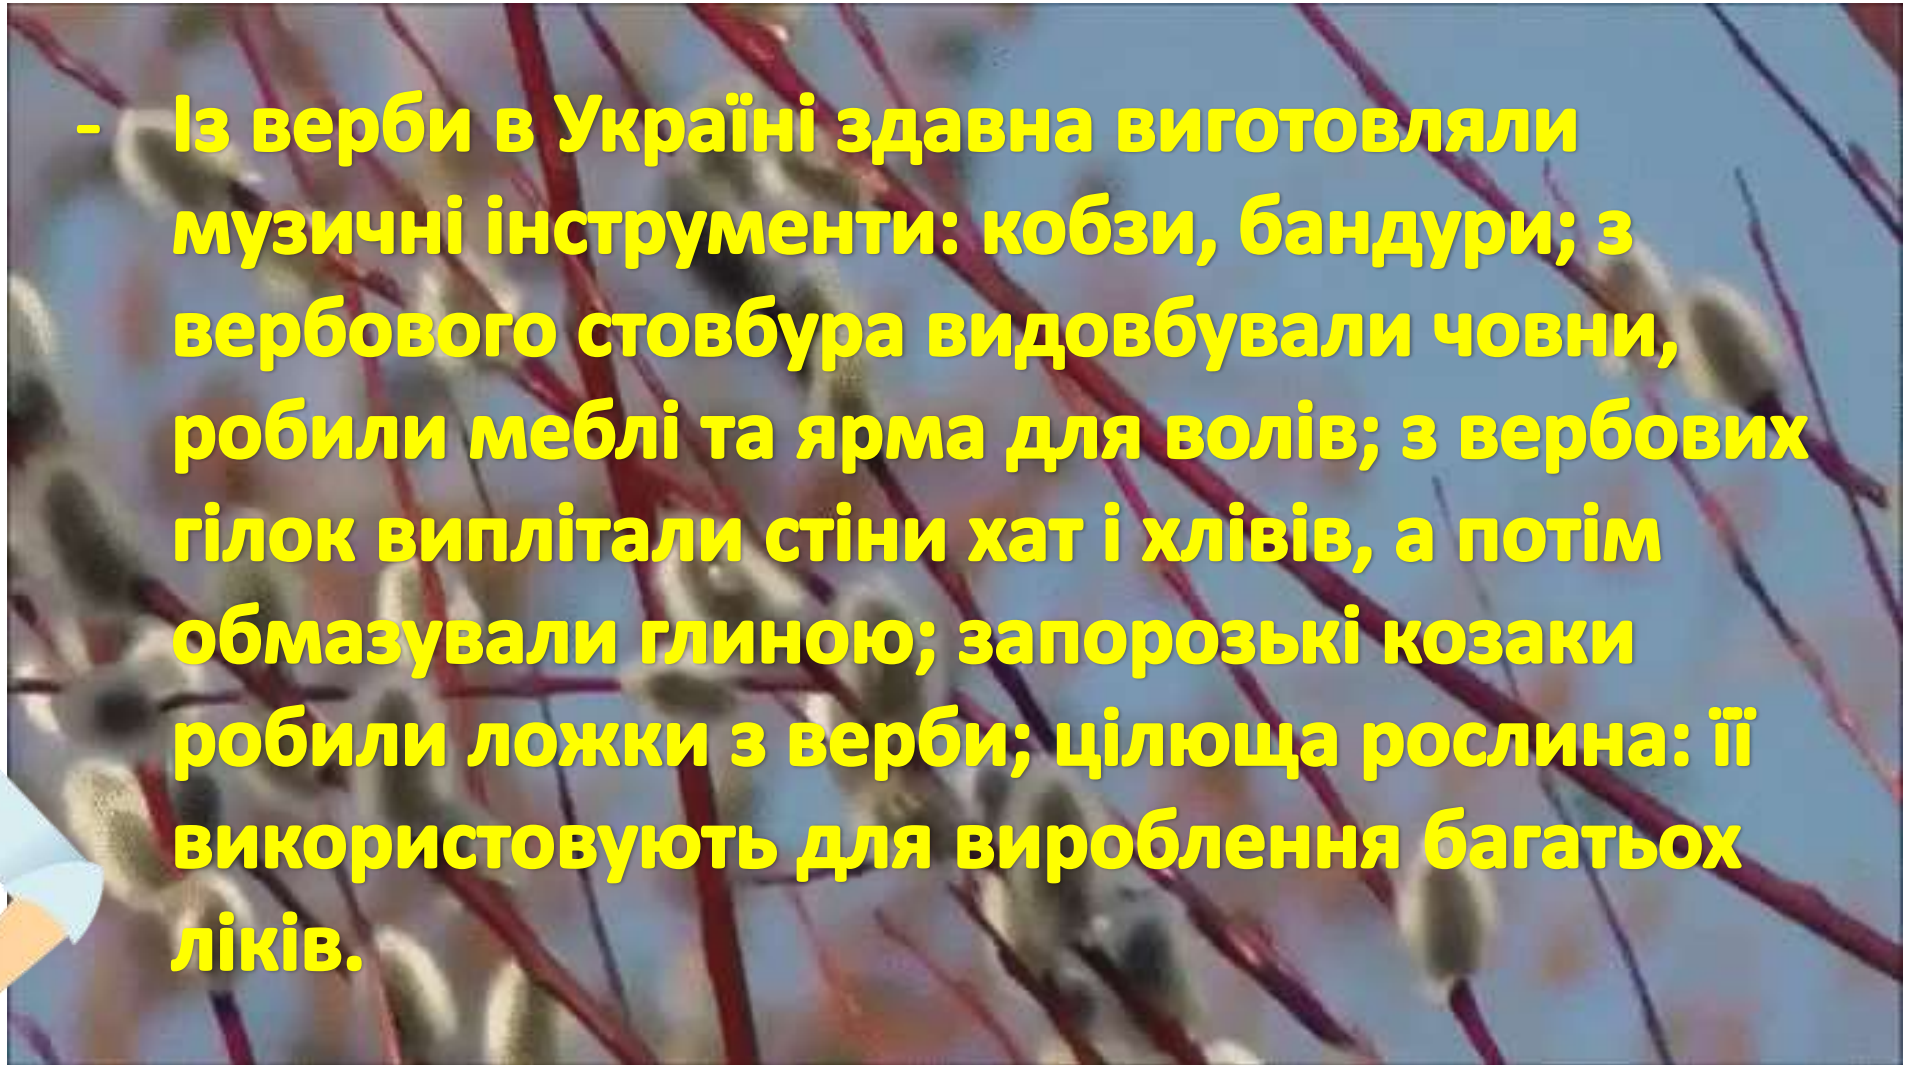 - Із верби в Україні здавна виготовляли
музичні інструменти: кобзи, бандури; з
вербового стовбура видовбували човни,
робили меблі та ярма для волів; з вербових
гілок виплітали стіни хат і хлівів, а потім
обмазували глиною; запорозькі козаки
робили ложки з верби; цілюща рослина: її
використовують для вироблення багатьох
ліків.